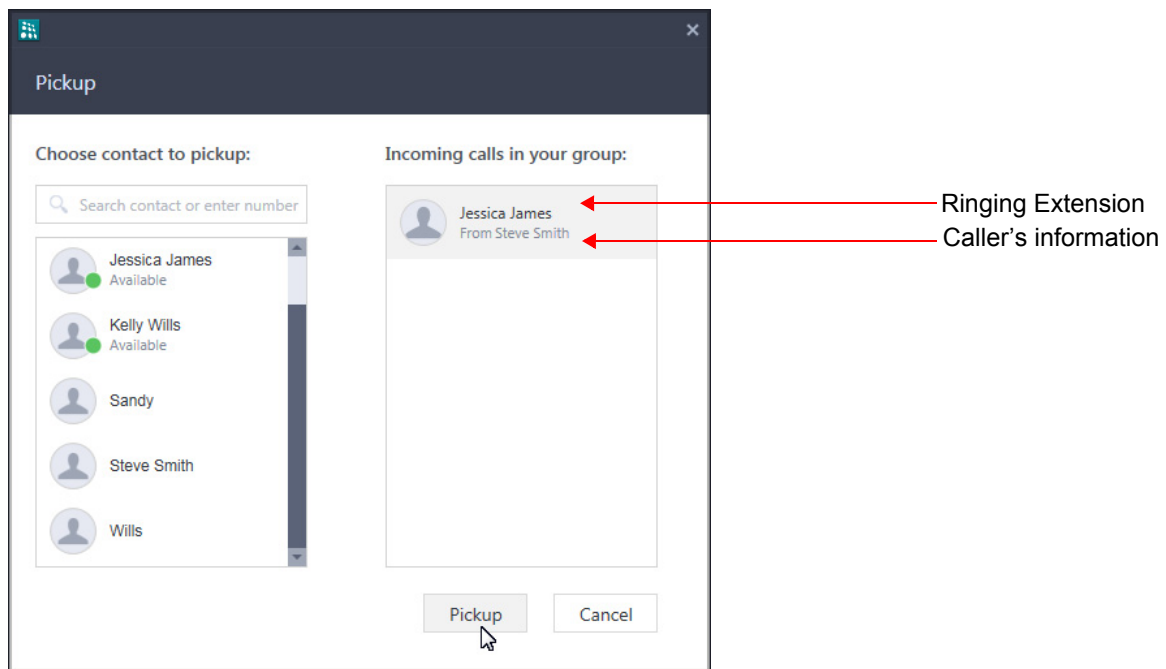 Pickup
Choose contact to pickup:
Search contact or enter number
Jessica James
Available
Kelly Wills
Available
Sandy
Steve Smith
Wills
Incoming calls in your group:
Jessica James
From Steve Smith
Ringing Extension
Caller's information
Pickup
Cancel